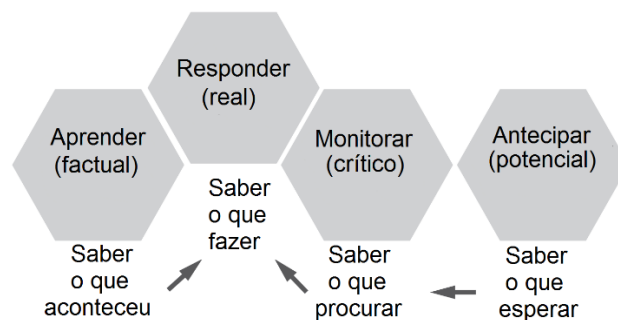 Responder
(real)
Aprender
(factual)
Monitorar
(crítico)
Antecipar
(potencial)
Saber
o que
fazer
Saber
o que
aconteceu
Saber
o que
procurar
Saber
o que
esperar